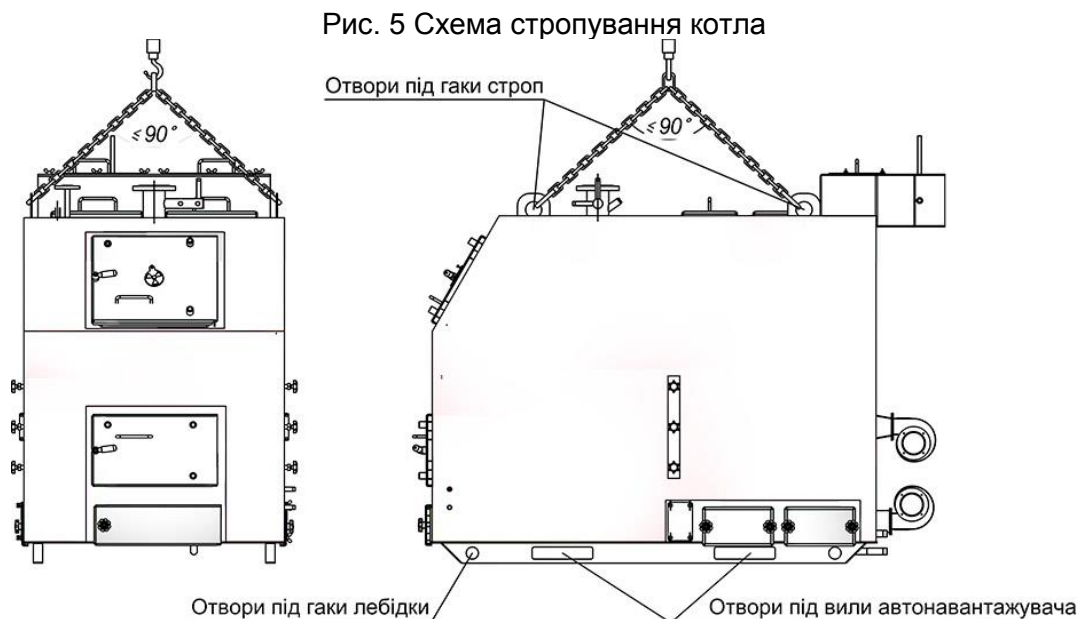 Рис. 5 Схема стропування котла
Отвори під гаки строп
≤90°
≤90°
Отвори під гаки лебідки
Отвори під вили автонавантажувача